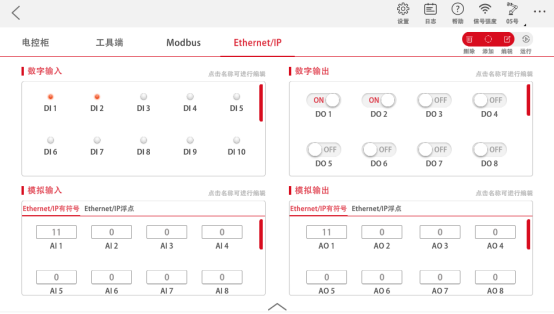 设置 日志 帮助 信号强度 05号
电控柜 工具端 Modbus Ethernet/IP
删除 添加 编辑 运行
数字输入 点击名称可进行编辑
DI 1 DI 2 DI 3 DI 4 DI 5
DI 6 DI 7 DI 8 DI 9 DI 10
数字输出 点击名称可进行编辑
ON ON OFF OFF
DO 1 DO 2 DO 3 DO 4
OFF OFF OFF OFF
DO 5 DO 6 DO 7 DO 8
模拟输入 点击名称可进行编辑
Ethernet/IP有符号 Ethernet/IP浮点
11 0 0 0
AI 1 AI 2 AI 3 AI 4
0 0 0 0
AI 5 AI 6 AI 7 AI 8
模拟输出 点击名称可进行编辑
Ethernet/IP有符号 Ethernet/IP浮点
11 0 0 0
AO 1 AO 2 AO 3 AO 4
0 0 0 0
AO 5 AO 6 AO 7 AO 8